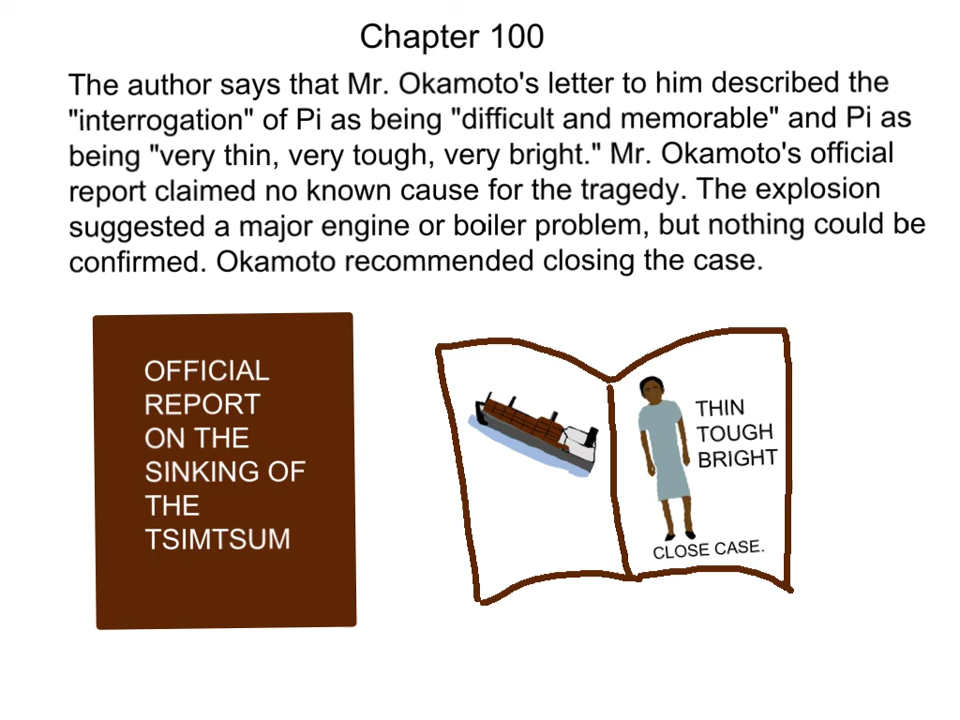 Chapter 100
The author says that Mr. Okamoto's letter to him described the
"interrogation" of Pi as being "difficult and memorable" and Pi as
being "very thin, very tough, very bright." Mr. Okamoto's official
report claimed no known cause for the tragedy. The explosion
suggested a major engine or boiler problem, but nothing could be
confirmed. Okamoto recommended closing the case.
OFFICIAL
REPORT
ON THE
SINKING OF
THE
TSIMTSUM
THIN
TOUGH
BRIGHT
CLOSE CASE.